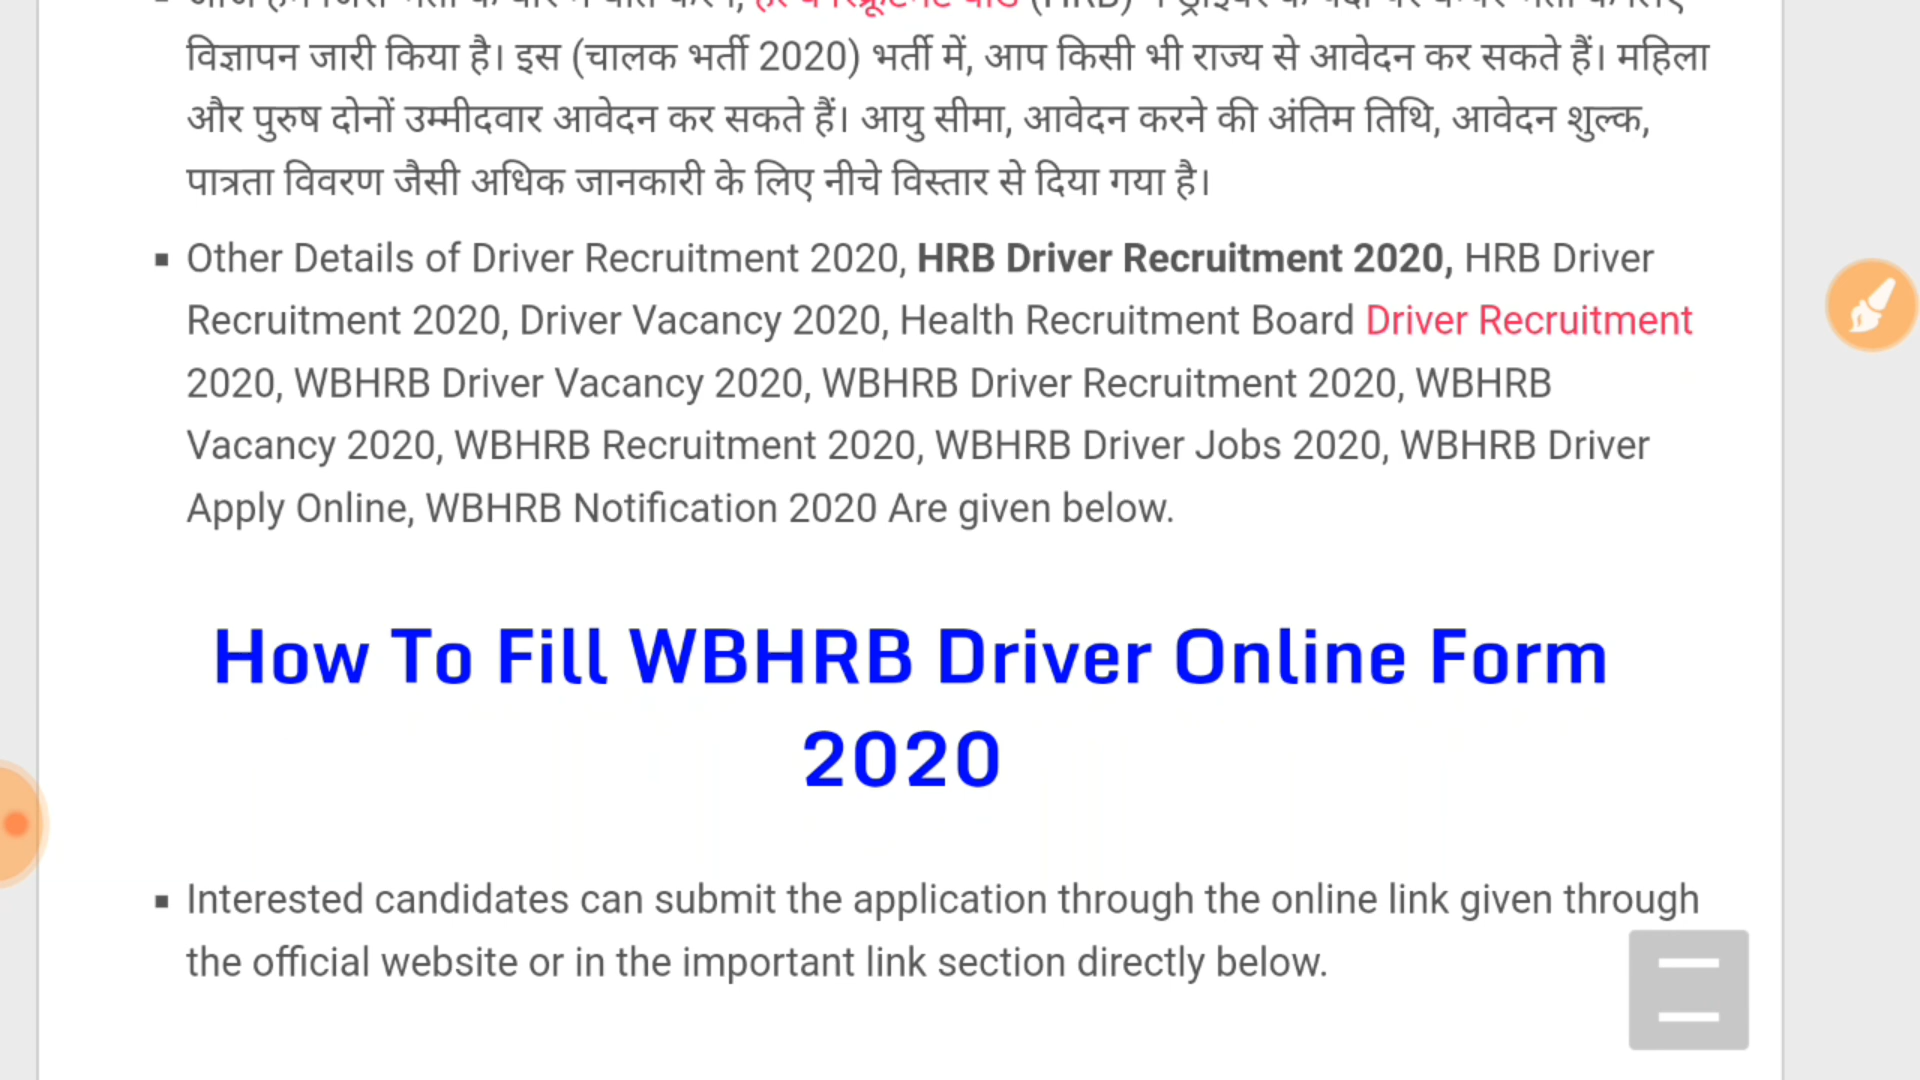 (HRB)
विज्ञापन जारी किया है। इस (चालक भर्ती 2020) भर्ती में, आप किसी भी राज्य से आवेदन कर सकते हैं। महिला
और पुरुष दोनों उम्मीदवार आवेदन कर सकते हैं। आयु सीमा, आवेदन करने की अंतिम तिथि, आवेदन शुल्क,
पात्रता विवरण जैसी अधिक जानकारी के लिए नीचे विस्तार से दिया गया है।
Other Details of Driver Recruitment 2020, HRB Driver Recruitment 2020, HRB Driver
Recruitment 2020, Driver Vacancy 2020, Health Recruitment Board Driver Recruitment
2020, WBHRB Driver Vacancy 2020, WBHRB Driver Recruitment 2020, WBHRB
Vacancy 2020, WBHRB Recruitment 2020, WBHRB Driver Jobs 2020, WBHRB Driver
Apply Online, WBHRB Notification 2020 Are given below.
How To Fill WBHRB Driver Online Form
2020
Interested candidates can submit the application through the online link given through
the official website or in the important link section directly below.